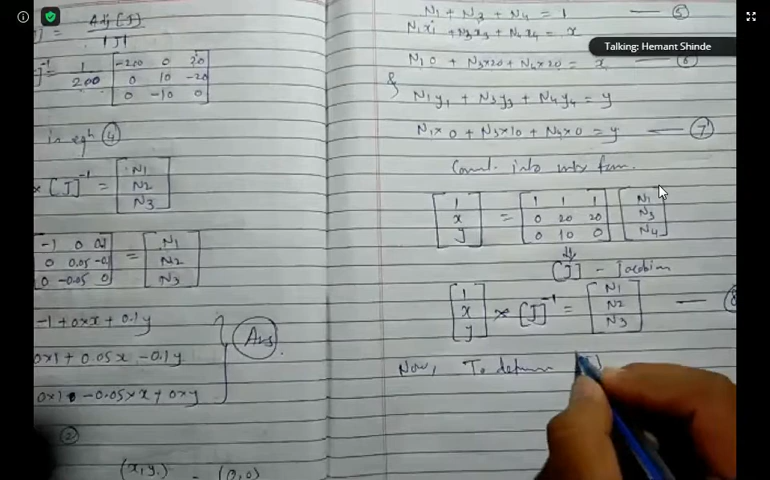 Talking: Hemant Shinde
Adj [J]
= ———
|J|
-1 = 1/200 [-200 0 20
0 10 -20
0 -10 0]
in eqn ④
× [J]⁻¹ = [N1
N2
N3]
-1 0 0.1
0 0.05 -0.1
0 -0.05 0 = [N1
N2
N3]
-1 + 0×x + 0.1y
0×1 + 0.05x - 0.1y
Ans.
0×1 - 0.05×x + 0×y
②
(x,y.) = (0,0)
N1 + N3 + N4 = 1 — ⑤
N1x1 + N3x3 + N4x4 = x
N1 0 + N3×20 + N4×20 = x — ⑥
& N1y1 + N3y3 + N4y4 = y
N1×0 + N3×10 + N4×0 = y — ⑦
into
[1
x
y] = [1 1 1
0 20 20
0 10 0] [N1
N3
N4]
[J] - Jacobian
[1
x
y] × [J]⁻¹ = [N1
N2
N3] — ⑧
Now, To